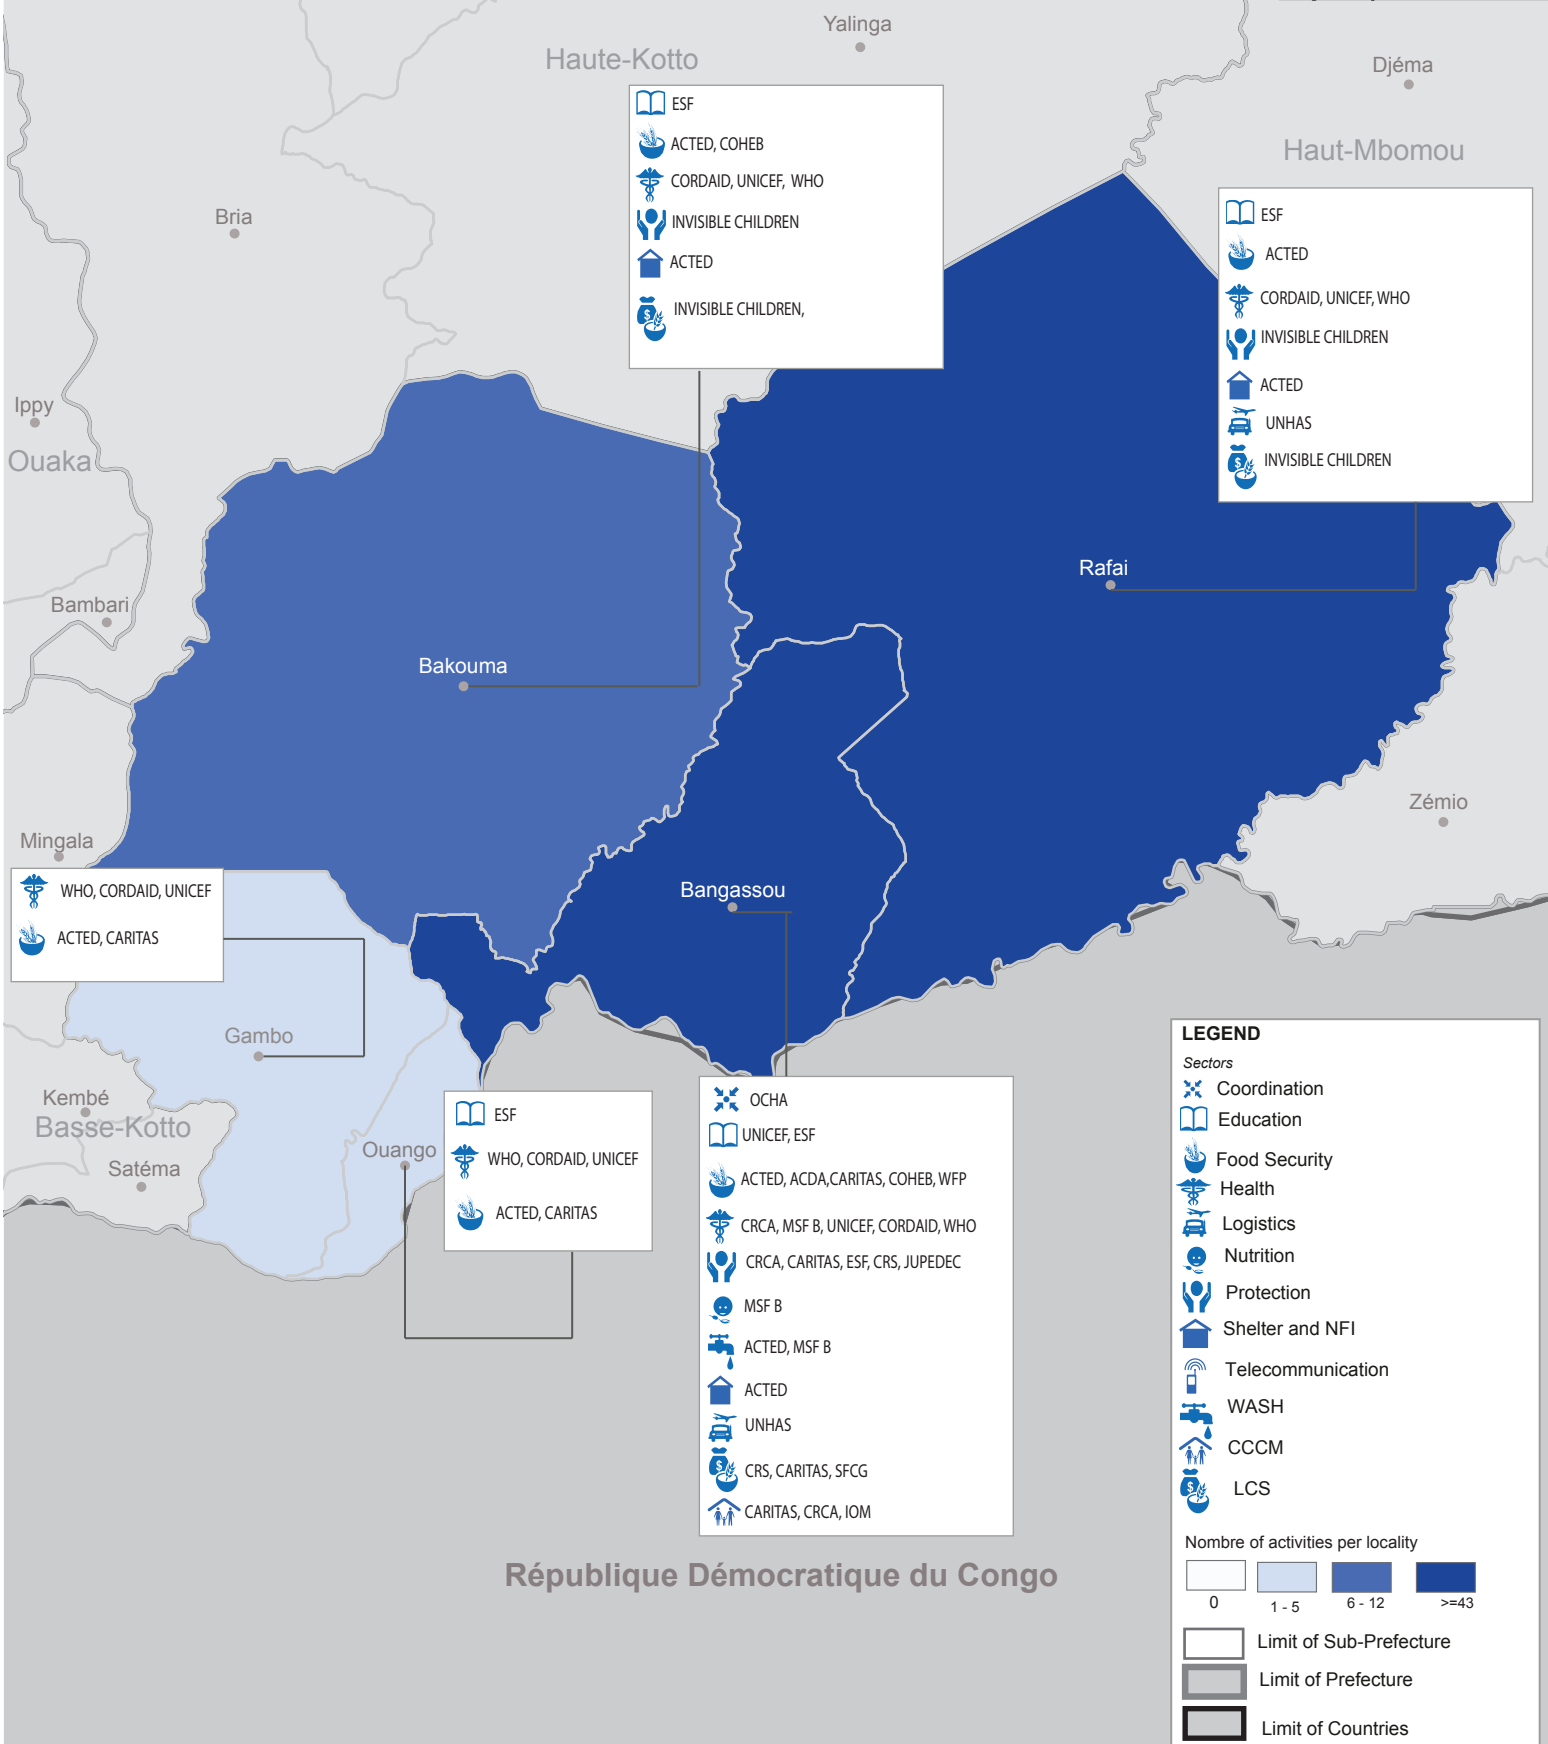 Yalinga
Haute-Kotto
Djéma
Haut-Mbomou
Bria
Ippy
Ouaka
Bambari
Mingala
ESF
ACTED, COHEB
CORDAID, UNICEF, WHO
INVISIBLE CHILDREN
ACTED
INVISIBLE CHILDREN,
ESF
ACTED
CORDAID, UNICEF, WHO
INVISIBLE CHILDREN
ACTED
UNHAS
INVISIBLE CHILDREN
Rafai
Bakouma
Zémio
Bangassou
WHO, CORDAID, UNICEF
ACTED, CARITAS
Gambo
Kembé
Basse-Kotto
Satéma
Ouango
ESF
WHO, CORDAID, UNICEF
ACTED, CARITAS
OCHA
UNICEF, ESF
ACTED, ACDA,CARITAS, COHEB, WFP
CRCA, MSF B, UNICEF, CORDAID, WHO
CRCA, CARITAS, ESF, CRS, JUPEDEC
MSF B
ACTED, MSF B
ACTED
UNHAS
CRS, CARITAS, SFCG
CARITAS, CRCA, IOM
République Démocratique du Congo
LEGEND
Sectors
Coordination
Education
Food Security
Health
Logistics
Nutrition
Protection
Shelter and NFI
Telecommunication
WASH
CCCM
LCS
Nombre of activities per locality
0 1 - 5 6 - 12 >=43
Limit of Sub-Prefecture
Limit of Prefecture
Limit of Countries